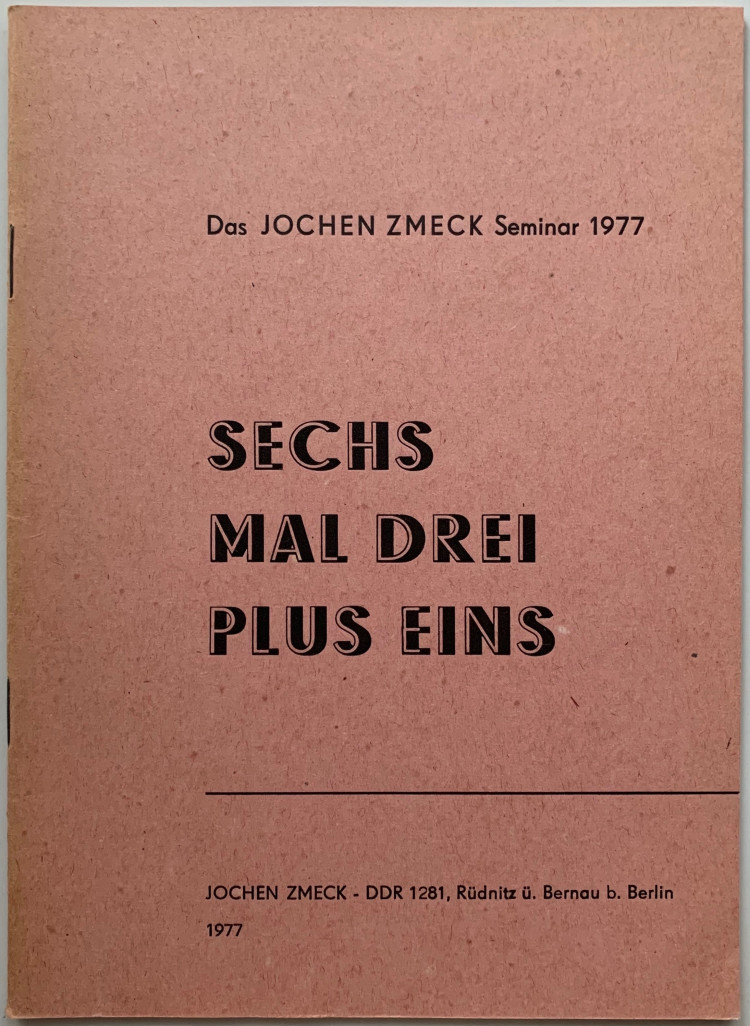 Das JOCHEN ZMECK Seminar 1977
SECHS
MAL DREI
PLUS EINS
JOCHEN ZMECK - DDR 1281, Rüdnitz ü. Bernau b. Berlin
1977